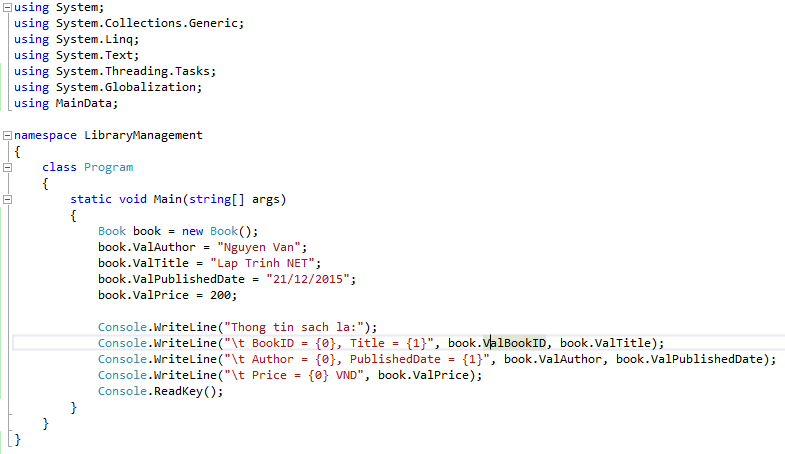 using System;
using System.Collections.Generic;
using System.Linq;
using System.Text;
using System.Threading.Tasks;
using System.Globalization;
using MainData;
namespace LibraryManagement
{
class Program
{
static void Main(string[] args)
{
Book book = new Book();
book.ValAuthor = "Nguyen Van";
book.ValTitle = "Lap Trinh NET";
book.ValPublishedDate = "21/12/2015";
book.ValPrice = 200;
Console.WriteLine("Thong tin sach la:");
Console.WriteLine("\t BookID = {0}, Title = {1}", book.ValBookID, book.ValTitle);
Console.WriteLine("\t Author = {0}, PublishedDate = {1}", book.ValAuthor, book.ValPublishedDate);
Console.WriteLine("\t Price = {0} VND", book.ValPrice);
Console.ReadKey();
}
}
}